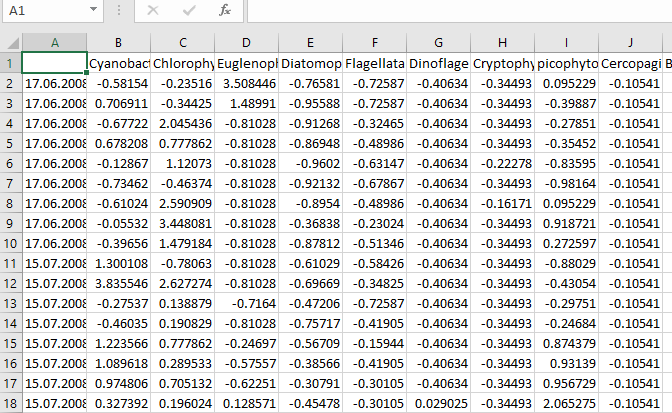 A1 fx
A B C D E F G H I J
1 Cyanobact Chlorophy Euglenoph Diatomop Flagellata Dinoflage Cryptophy picophyto Cercopagi B
2 17.06.2008 -0.58154 -0.23516 3.508446 -0.76581 -0.72587 -0.40634 -0.34493 0.095229 -0.10541
3 17.06.2008 0.706911 -0.34425 1.48991 -0.95588 -0.72587 -0.40634 -0.34493 -0.39887 -0.10541
4 17.06.2008 -0.67722 2.045436 -0.81028 -0.91268 -0.32465 -0.40634 -0.34493 -0.27851 -0.10541
5 17.06.2008 0.678208 0.777862 -0.81028 -0.86948 -0.48986 -0.40634 -0.34493 -0.35452 -0.10541
6 17.06.2008 -0.12867 1.12073 -0.81028 -0.9602 -0.63147 -0.40634 -0.22278 -0.83595 -0.10541
7 17.06.2008 -0.73462 -0.46374 -0.81028 -0.92132 -0.67867 -0.40634 -0.34493 -0.98164 -0.10541
8 17.06.2008 -0.61024 2.590909 -0.81028 -0.8954 -0.48986 -0.40634 -0.16171 0.095229 -0.10541
9 17.06.2008 -0.05532 3.448081 -0.81028 -0.36838 -0.23024 -0.40634 -0.34493 0.918721 -0.10541
10 17.06.2008 -0.39656 1.479184 -0.81028 -0.87812 -0.51346 -0.40634 -0.34493 0.272597 -0.10541
11 15.07.2008 1.300108 -0.78063 -0.81028 -0.61029 -0.58426 -0.40634 -0.34493 -0.88029 -0.10541
12 15.07.2008 3.835546 2.627274 -0.81028 -0.69669 -0.34825 -0.40634 -0.34493 -0.43054 -0.10541
13 15.07.2008 -0.27537 0.138879 -0.7164 -0.47206 -0.72587 -0.40634 -0.34493 -0.29751 -0.10541
14 15.07.2008 -0.46035 0.190829 -0.81028 -0.75717 -0.41905 -0.40634 -0.34493 -0.24684 -0.10541
15 15.07.2008 1.223566 0.777862 -0.24697 -0.56709 -0.15944 -0.40634 -0.34493 0.874379 -0.10541
16 15.07.2008 1.089618 0.289533 -0.57557 -0.38566 -0.41905 -0.40634 -0.34493 0.93139 -0.10541
17 15.07.2008 0.974806 0.705132 -0.62251 -0.30791 -0.30105 -0.40634 -0.34493 0.956729 -0.10541
18 15.07.2008 0.327392 0.196024 0.128571 -0.45478 -0.30105 0.029025 -0.34493 2.065275 -0.10541